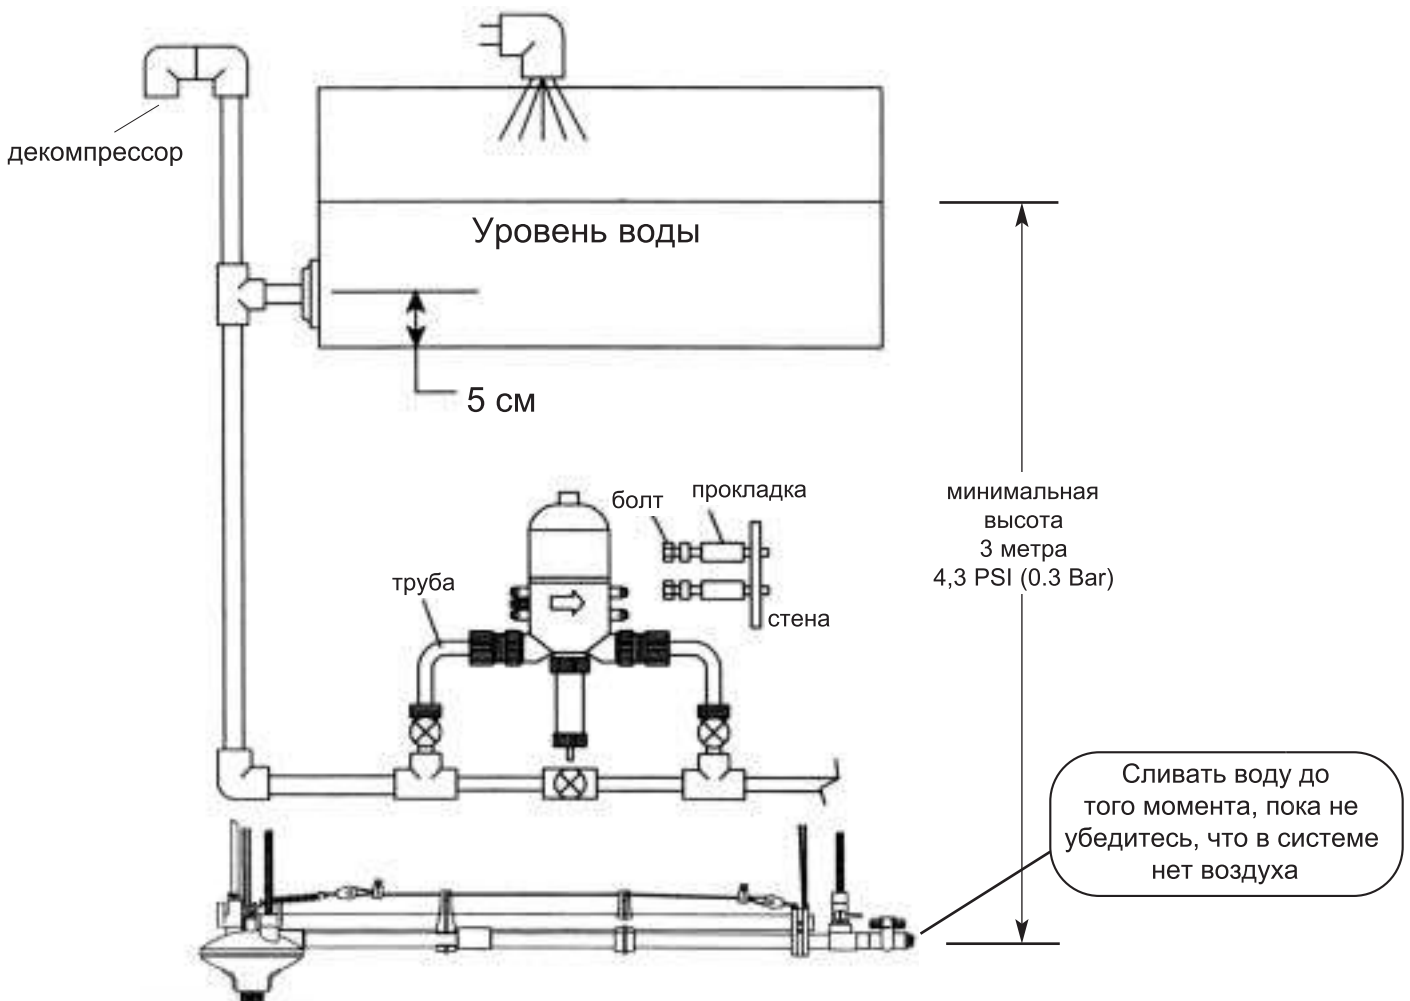 декомпрессор
Уровень воды
5 см
болт
прокладка
труба
стена
минимальная
высота
3 метра
4,3 PSI (0.3 Bar)
Сливать воду до
того момента, пока не
убедитесь, что в системе
нет воздуха